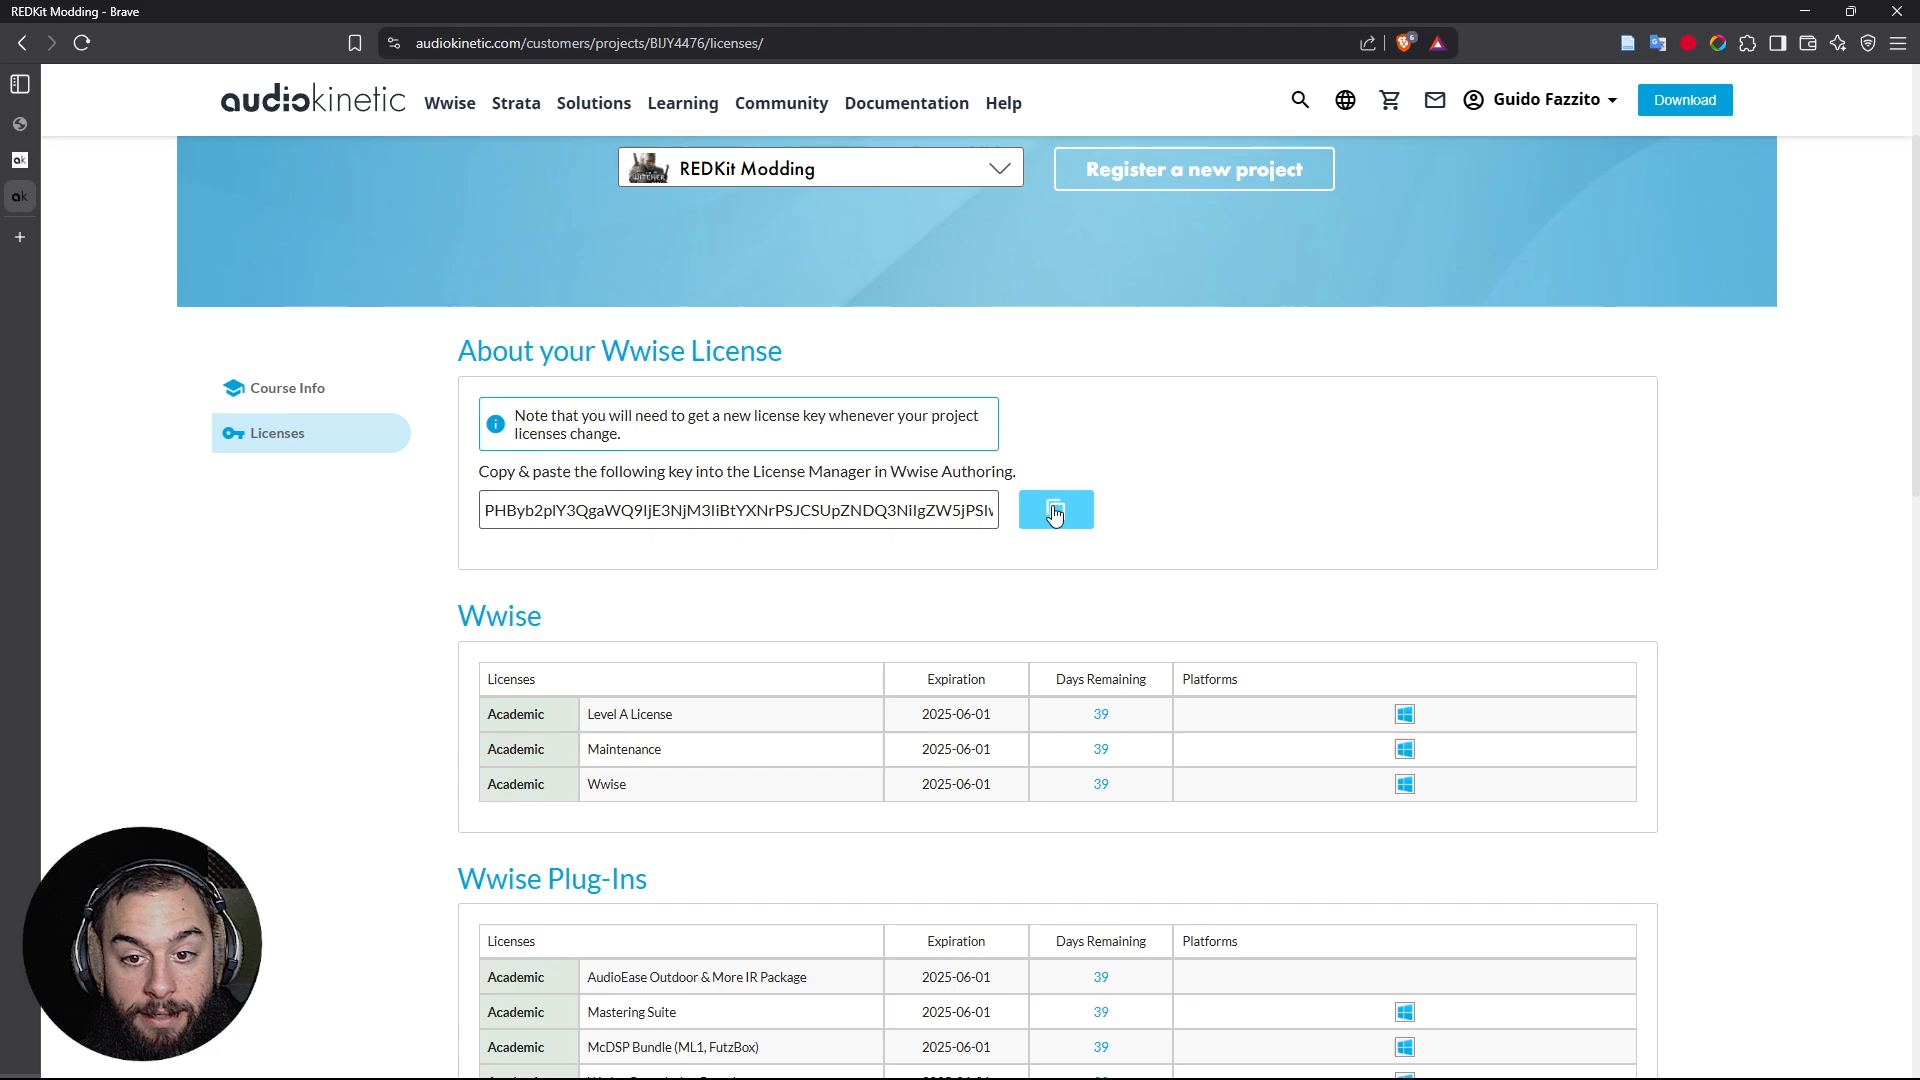 REDKit Modding - Brave
audiokinetic.com/customers/projects/BIJY4476/licenses/
6
audiokinetic
Wwise Strata Solutions Learning Community Documentation Help
Guido Fazzito
Download
ak
ak
WITCHER
REDKit Modding
Register a new project
About your Wwise License
Course Info
Licenses
Note that you will need to get a new license key whenever your project
licenses change.
Copy & paste the following key into the License Manager in Wwise Authoring.
Wwise
Licenses Expiration Days Remaining Platforms
Academic Level A License 2025-06-01 39
Academic Maintenance 2025-06-01 39
Academic Wwise 2025-06-01 39
Wwise Plug-Ins
Licenses Expiration Days Remaining Platforms
Academic AudioEase Outdoor & More IR Package 2025-06-01 39
Academic Mastering Suite 2025-06-01 39
Academic McDSP Bundle (ML1, FutzBox) 2025-06-01 39